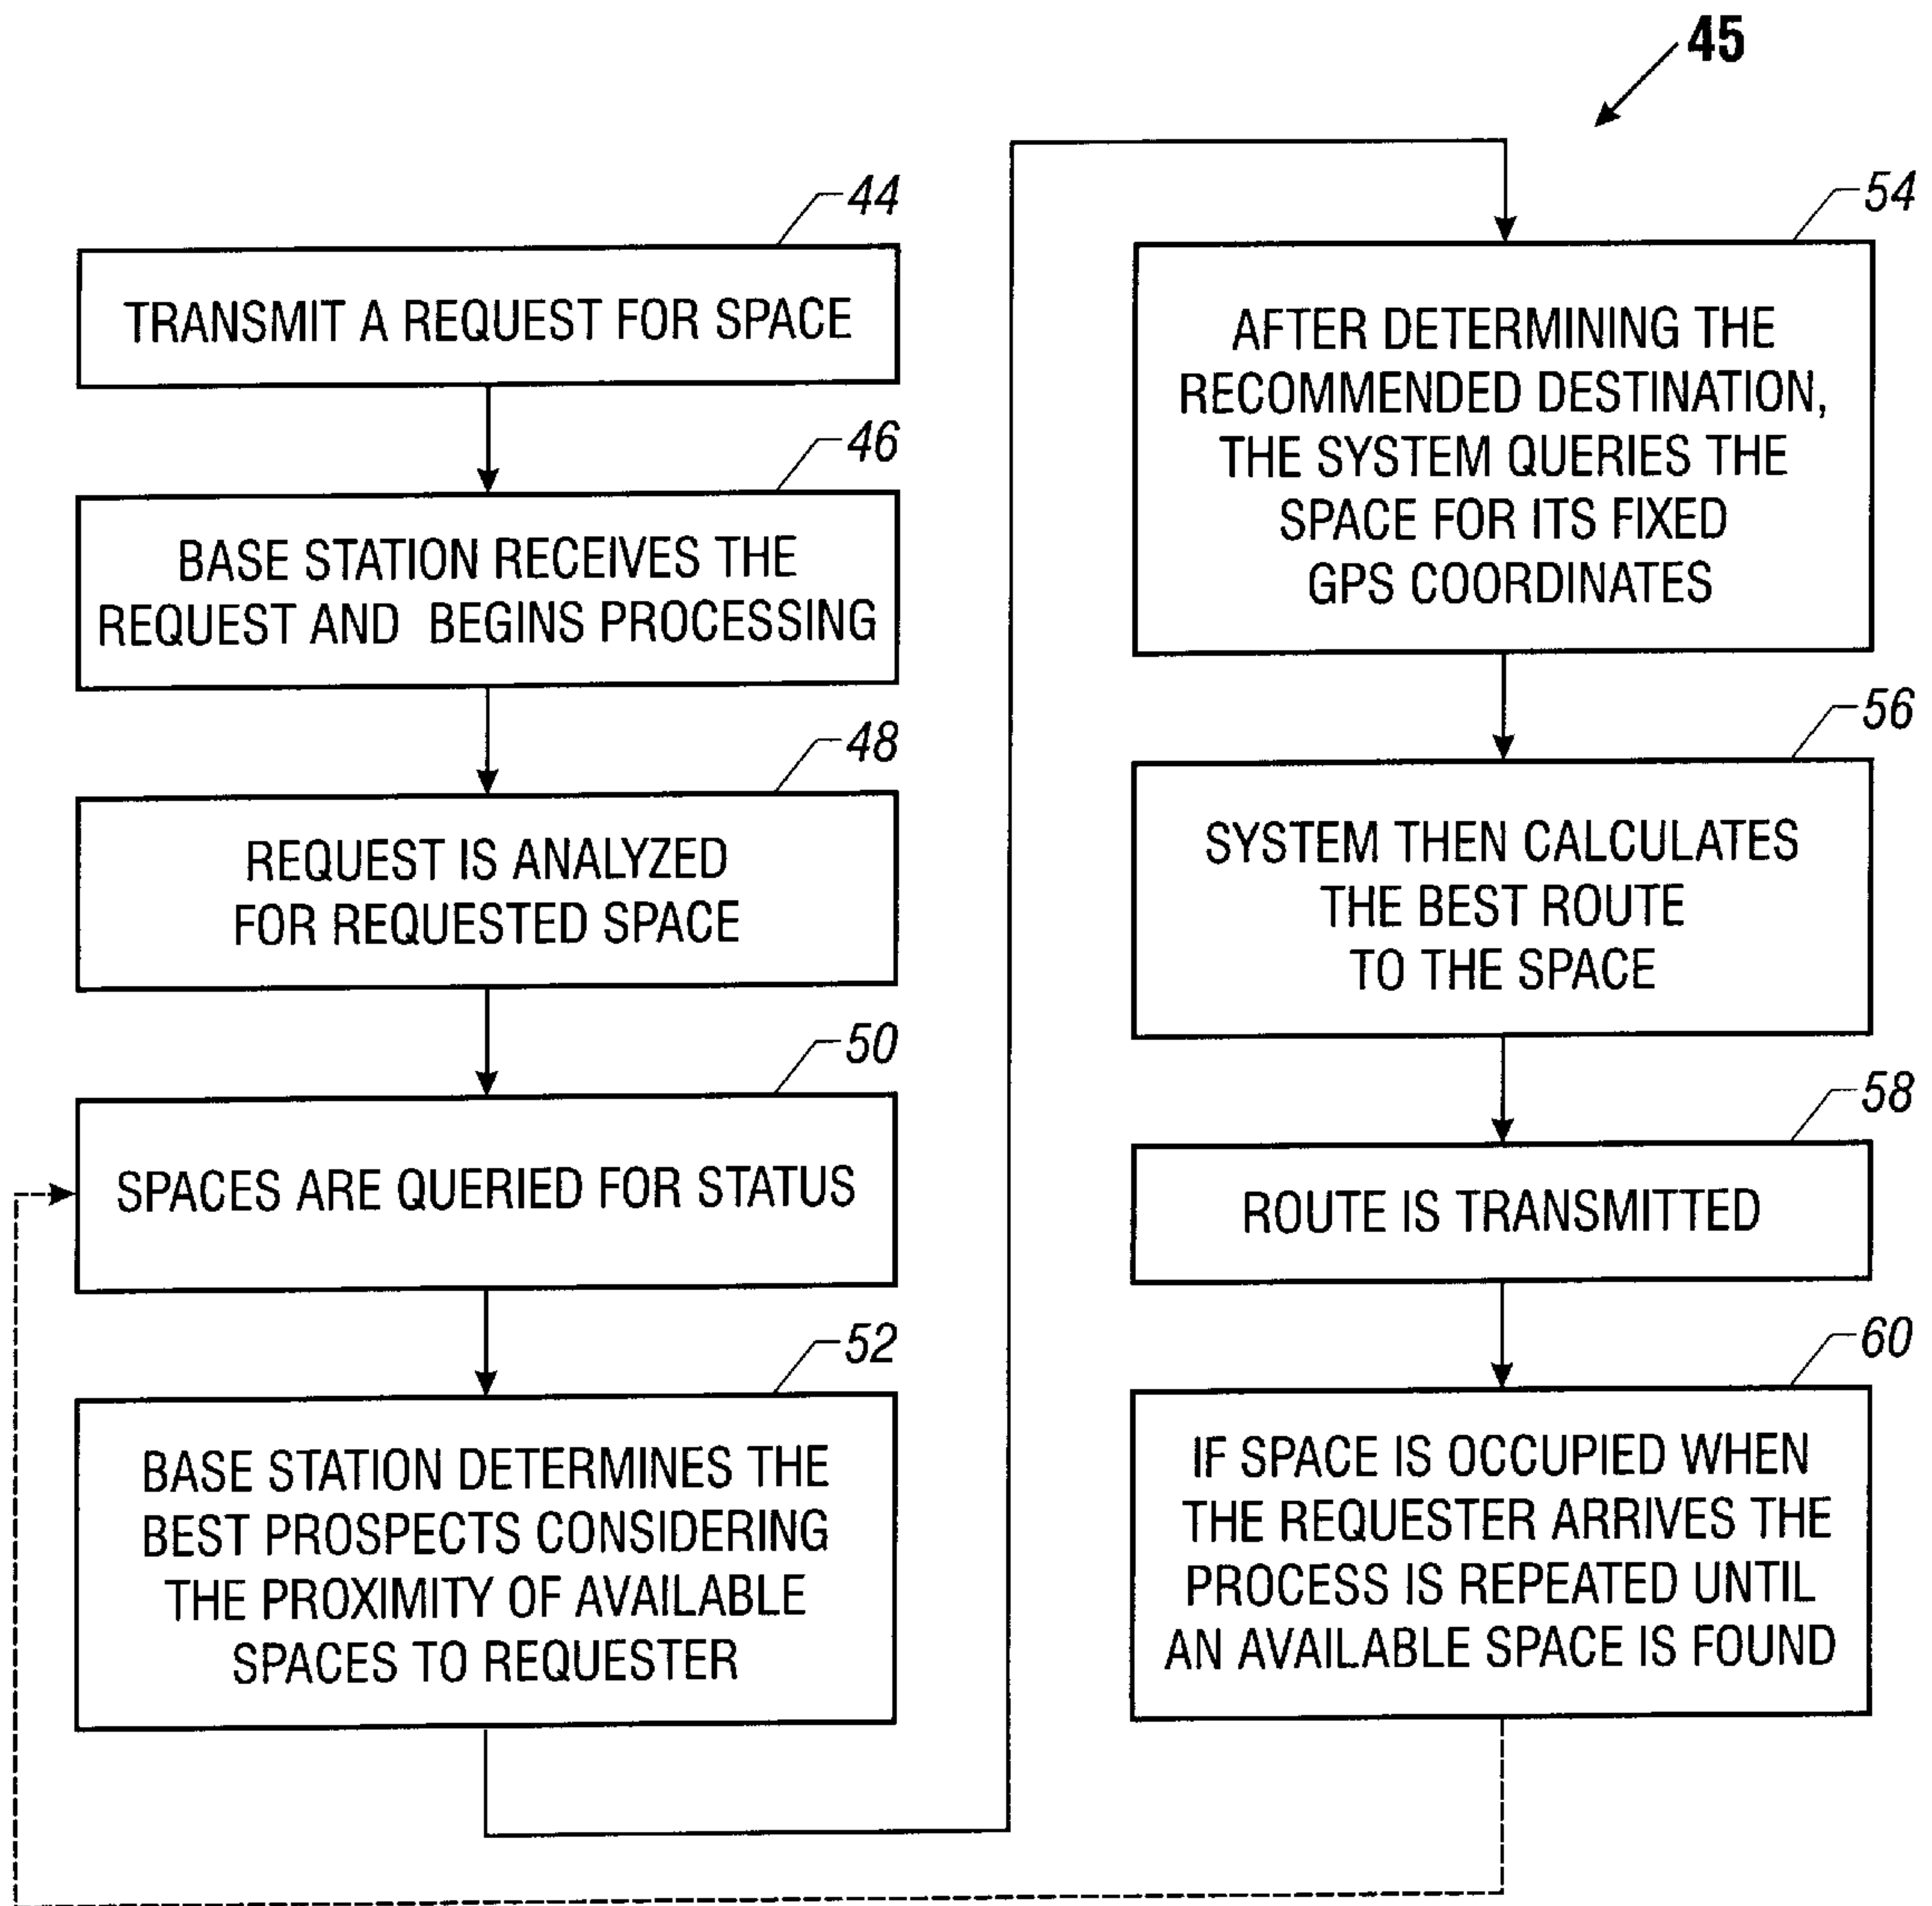 45
44
TRANSMIT A REQUEST FOR SPACE
46
BASE STATION RECEIVES THE
REQUEST AND BEGINS PROCESSING
48
REQUEST IS ANALYZED
FOR REQUESTED SPACE
50
SPACES ARE QUERIED FOR STATUS
52
BASE STATION DETERMINES THE
BEST PROSPECTS CONSIDERING
THE PROXIMITY OF AVAILABLE
SPACES TO REQUESTER
54
AFTER DETERMINING THE
RECOMMENDED DESTINATION,
THE SYSTEM QUERIES THE
SPACE FOR ITS FIXED
GPS COORDINATES
56
SYSTEM THEN CALCULATES
THE BEST ROUTE
TO THE SPACE
58
ROUTE IS TRANSMITTED
60
IF SPACE IS OCCUPIED WHEN
THE REQUESTER ARRIVES THE
PROCESS IS REPEATED UNTIL
AN AVAILABLE SPACE IS FOUND